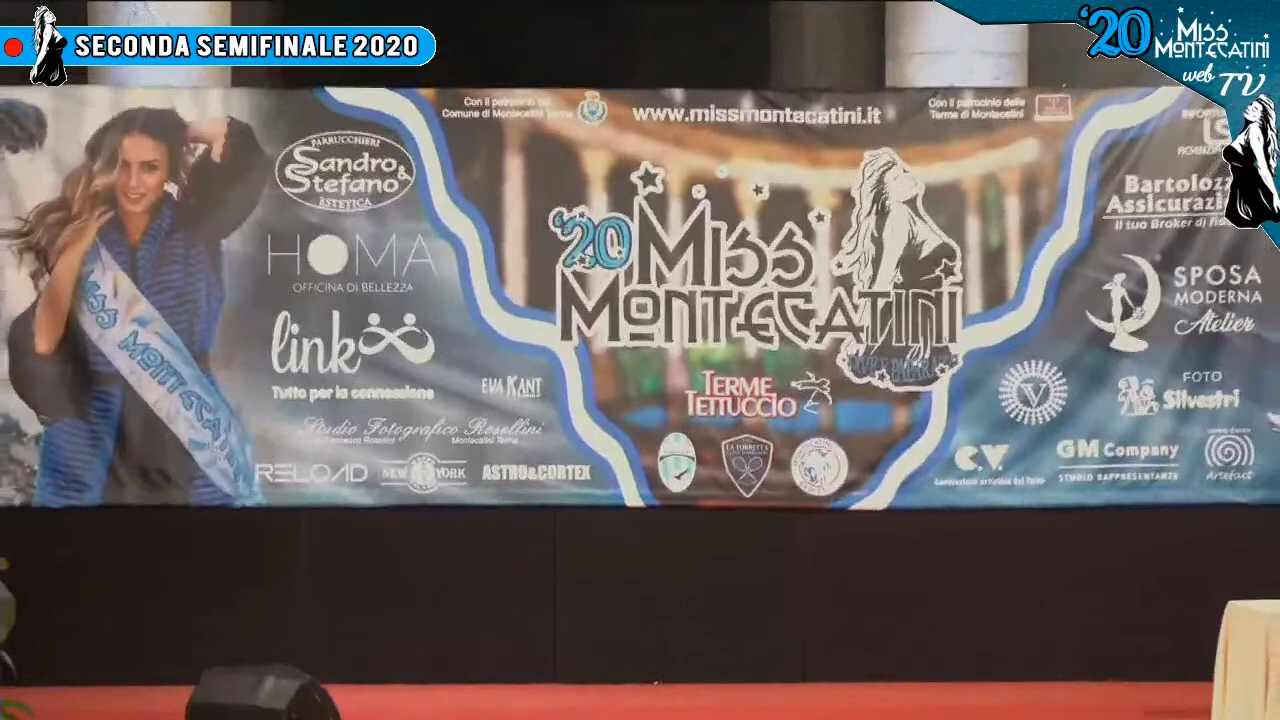 SECONDA SEMIFINALE 2020
'20 MISS
MONTECATINI
web TV
Con il patrocinio del
Comune di Montecatini Terme
www.missmontecatini.it
Con il patrocinio delle
Terme di Montecatini
PARRUCCHIERI
Sandro &
Stefano
ESTETICA
HOMA
OFFICINA DI BELLEZZA
link
Tutto per la connessione
EVA KANT
Studio Fotografico Rosellini
Montecatini Terme
RELOAD
NEW YORK
ASTRO&CORTEX
MISS MONTECATINI
'20 MISS
MONTECATINI
TERME
TETTUCCIO
LA TORRETTA
Bartolozzi
Assicurazi
Il tuo Broker di fid
SPOSA
MODERNA
Atelier
V
FOTO
Silvestri
C.V.
GM Company
STUDIO RAPPRESENTANZE
Artefact